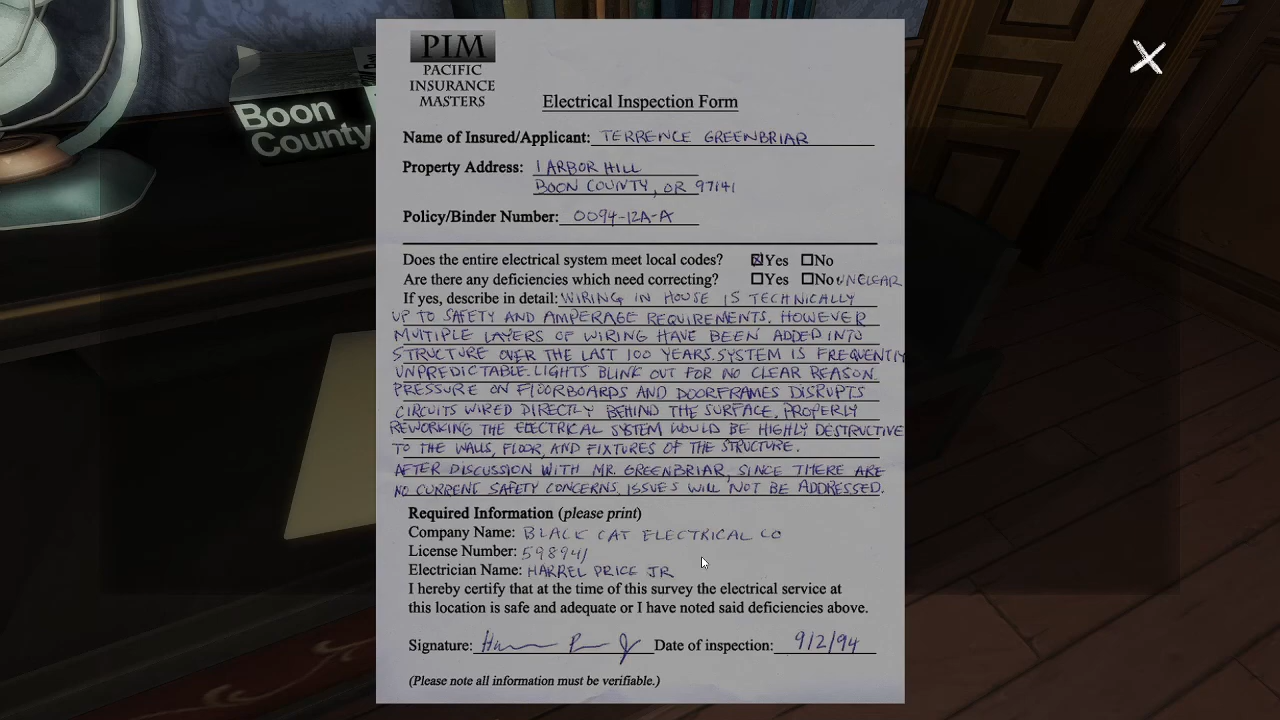 PIM
PACIFIC
INSURANCE
MASTERS
Electrical Inspection Form
Boon
County
Name of Insured/Applicant: TERRENCE GREENBRIAR
Property Address: 1 ARBOR HILL
BOON COUNTY, OR 97141
Policy/Binder Number: 0094-12A-A
Does the entire electrical system meet local codes? ☒Yes ☐No
Are there any deficiencies which need correcting? ☐Yes ☐No UNCLEAR
If yes, describe in detail: WIRING IN HOUSE IS TECHNICALLY
UP TO SAFETY AND AMPERAGE REQUIREMENTS. HOWEVER
MULTIPLE LAYERS OF WIRING HAVE BEEN ADDED INTO
STRUCTURE OVER THE LAST 100 YEARS. SYSTEM IS FREQUENTLY
UNPREDICTABLE. LIGHTS BLINK OUT FOR NO CLEAR REASON.
PRESSURE ON FLOORBOARDS AND DOORFRAMES DISRUPTS
CIRCUITS WIRED DIRECTLY BEHIND THE SURFACE. PROPERLY
REWORKING THE ELECTRICAL SYSTEM WOULD BE HIGHLY DESTRUCTIVE
TO THE WALLS, FLOOR, AND FIXTURES OF THE STRUCTURE.
AFTER DISCUSSION WITH MR. GREENBRIAR, SINCE THERE ARE
NO CURRENT SAFETY CONCERNS, ISSUES WILL NOT BE ADDRESSED.
Required Information (please print)
Company Name: BLACK CAT ELECTRICAL CO
License Number: 598941
Electrician Name: HARREL PRICE JR
I hereby certify that at the time of this survey the electrical service at
this location is safe and adequate or I have noted said deficiencies above.
Signature: Date of inspection: 9/2/94
(Please note all information must be verifiable.)